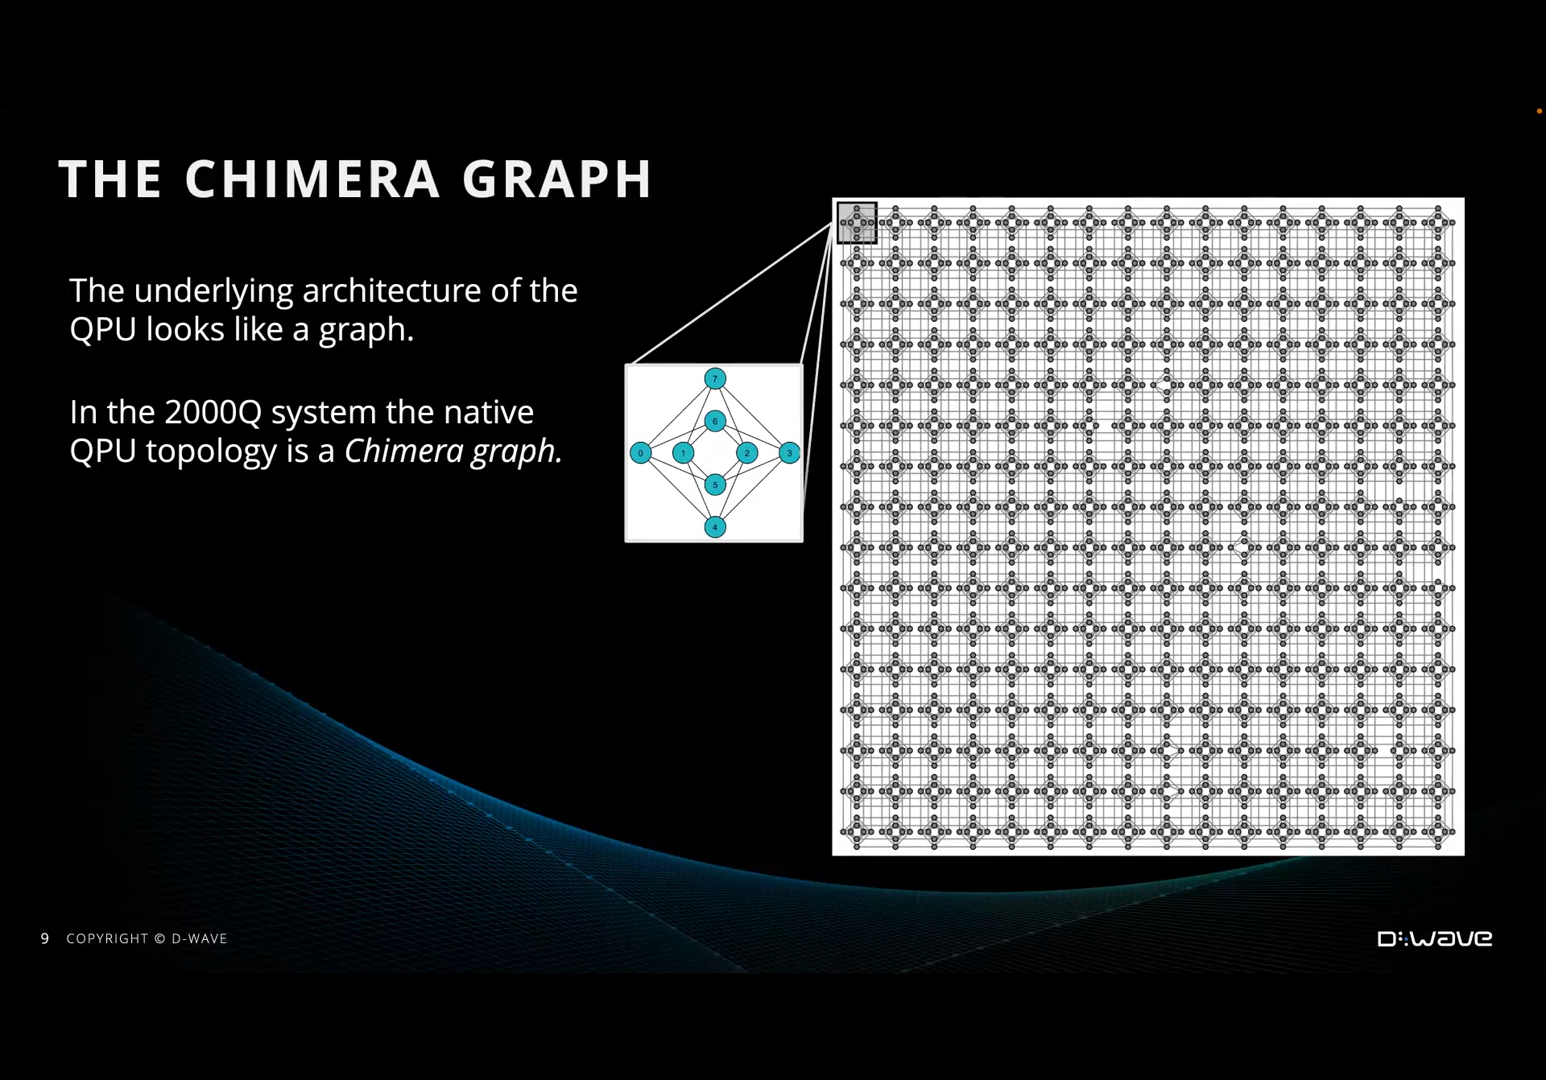 THE CHIMERA GRAPH
The underlying architecture of the
QPU looks like a graph.
In the 2000Q system the native
QPU topology is a Chimera graph.
7
6
0
1
2
3
5
4
9 COPYRIGHT © D-WAVE
D:WAVE